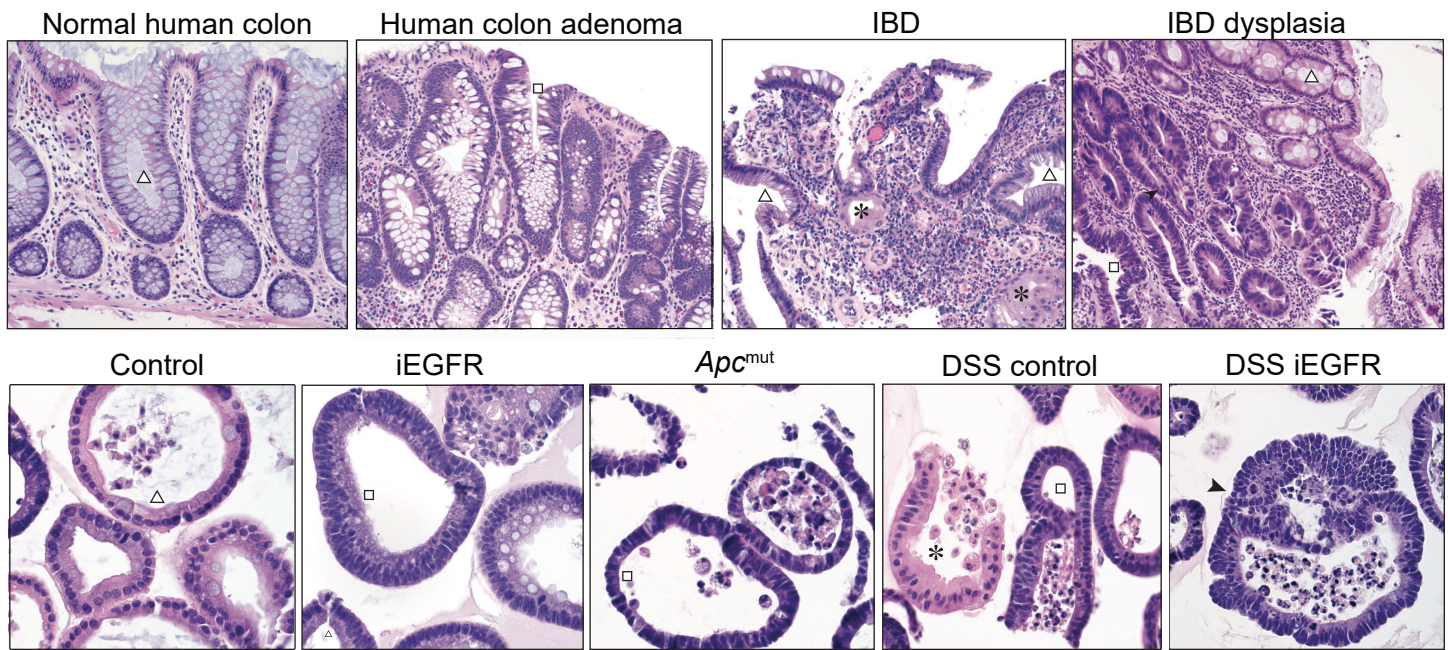 Normal human colon
Human colon adenoma
IBD
IBD dysplasia
Control
iEGFR
Apcmut
DSS control
DSS iEGFR